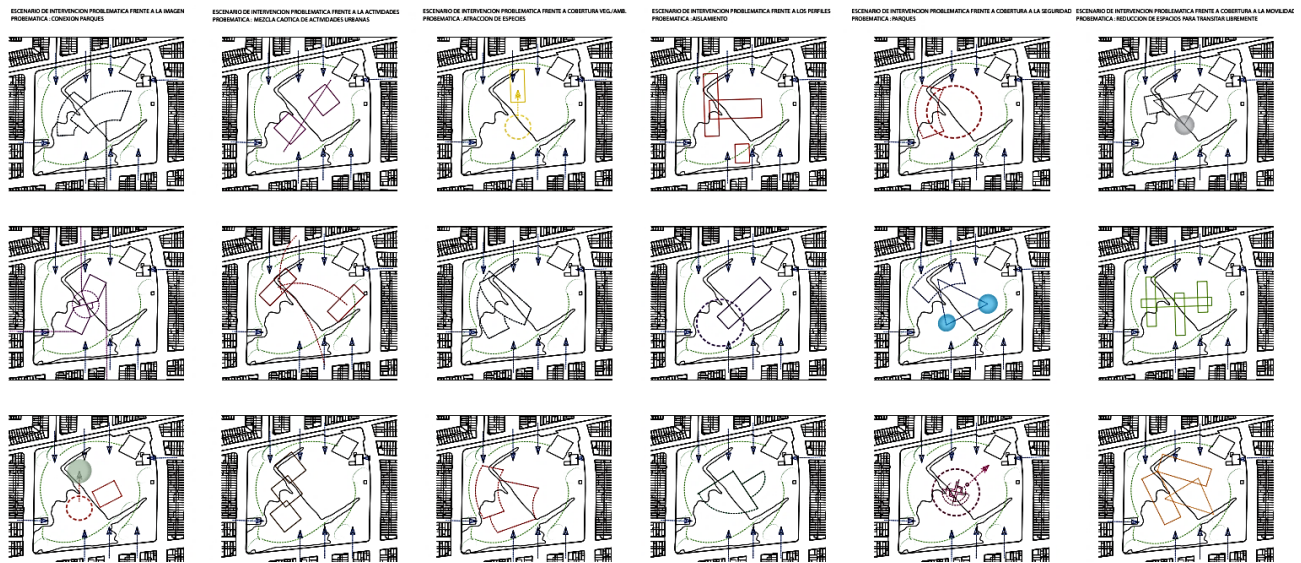 ESCENARIO DE INTERVENCION PROBLEMATICA FRENTE A LA IMAGEN
PROBEMATICA : CONEXION PARQUES
ESCENARIO DE INTERVENCION PROBLEMATICA FRENTE A LA ACTIVIDADES
PROBEMATICA : MEZCLA CAOTICA DE ACTIVIDADES URBANAS
ESCENARIO DE INTERVENCION PROBLEMATICA FRENTE A COBERTURA VEG./AMB.
PROBEMATICA : ATRACCION DE ESPECIES
ESCENARIO DE INTERVENCION PROBLEMATICA FRENTE A LOS PERFILES
PROBEMATICA : AISLAMIENTO
ESCENARIO DE INTERVENCION PROBLEMATICA FRENTE A COBERTURA A LA SEGURIDAD
PROBEMATICA : PARQUES
ESCENARIO DE INTERVENCION PROBLEMATICA FRENTE A COBERTURA A LA MOVILIDAD
PROBEMATICA : REDUCCION DE ESPACIOS PARA TRANSITAR LIBREMENTE